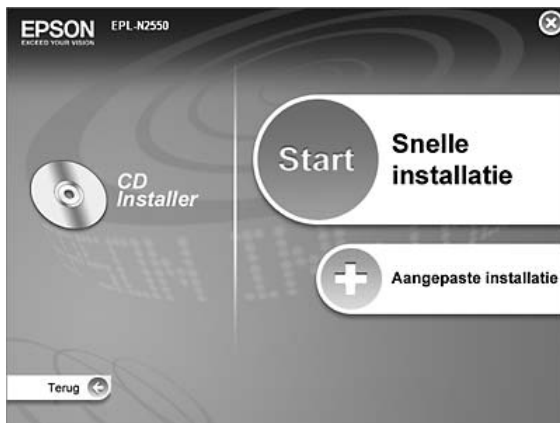 EPSON
EXCEED YOUR VISION
EPL-N2550
CD
Installer
Start
Snelle
installatie
Aangepaste installatie
Terug